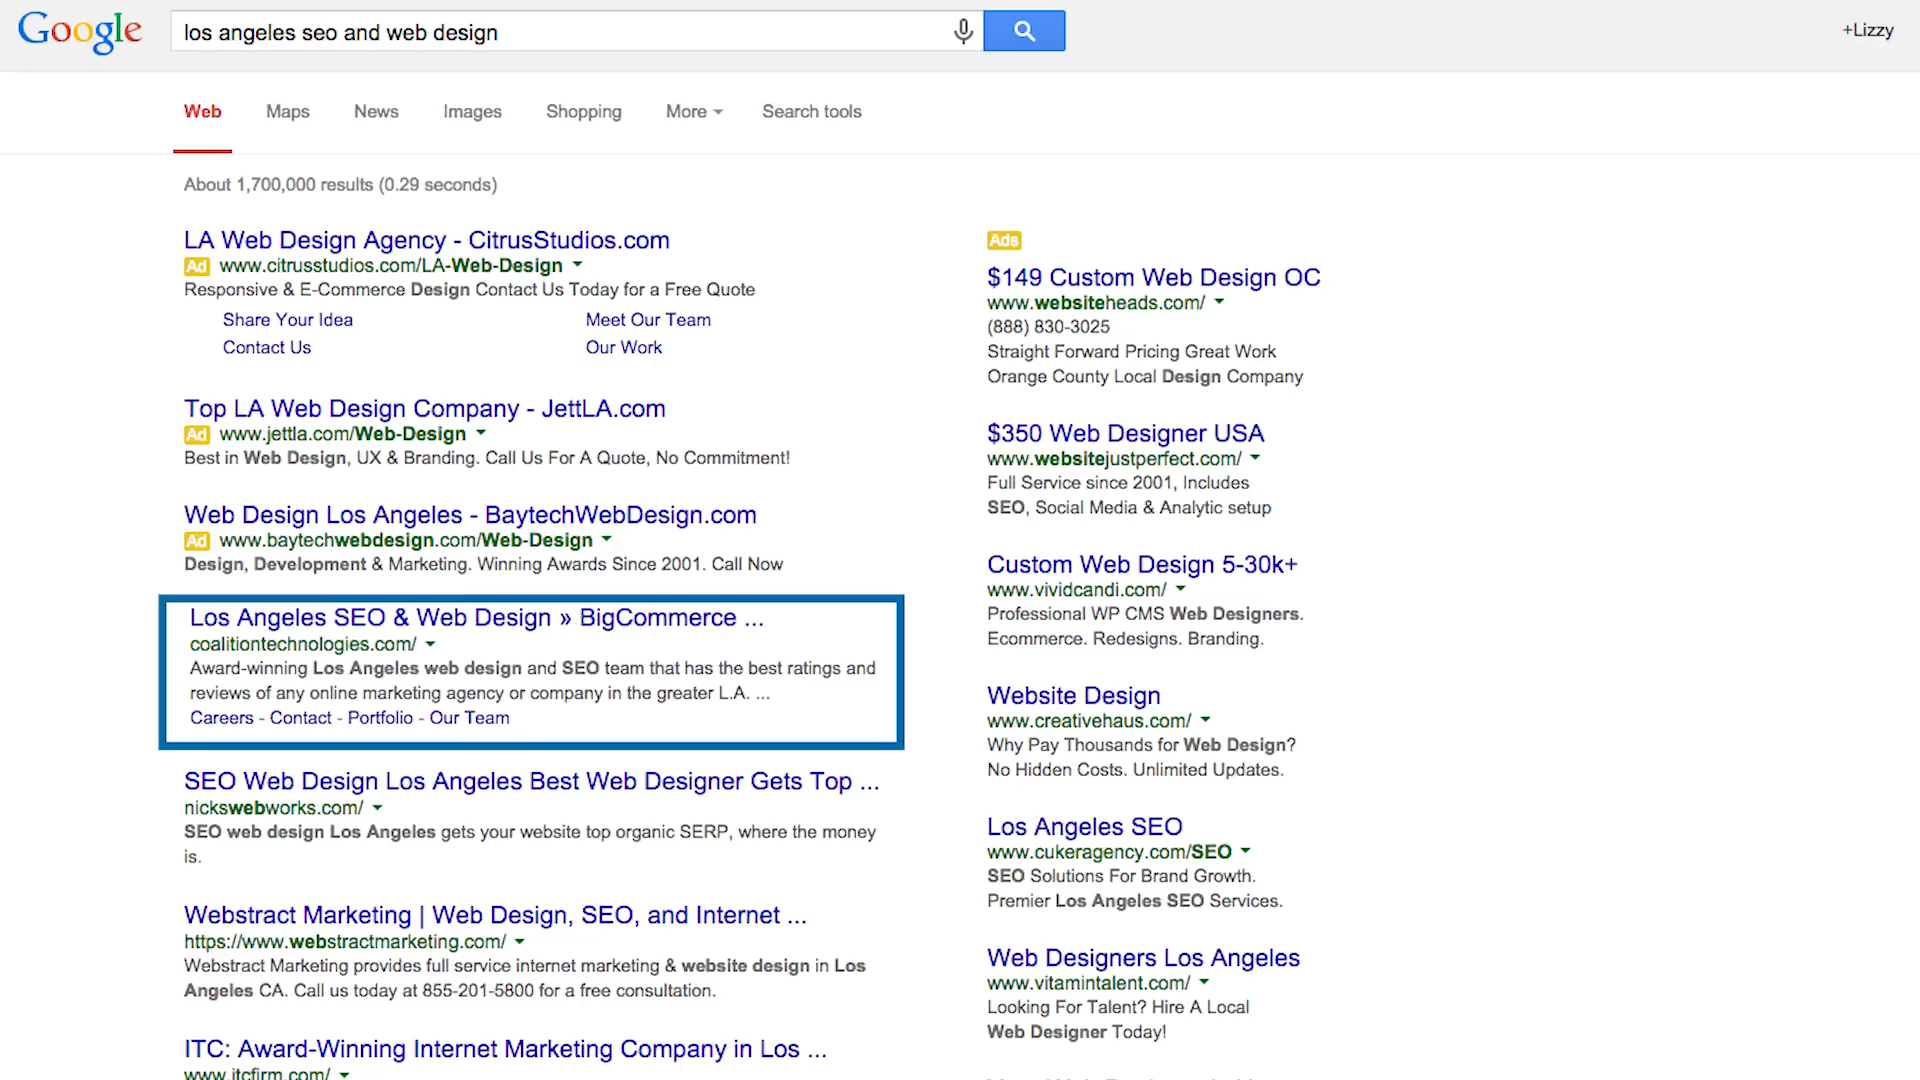 Google
los angeles seo and web design
+Lizzy
Web Maps News Images Shopping More Search tools
About 1,700,000 results (0.29 seconds)
LA Web Design Agency - CitrusStudios.com
Ad www.citrusstudios.com/LA-Web-Design
Responsive & E-Commerce Design Contact Us Today for a Free Quote
Share Your Idea Meet Our Team
Contact Us Our Work
Top LA Web Design Company - JettLA.com
Ad www.jettla.com/Web-Design
Best in Web Design, UX & Branding. Call Us For A Quote, No Commitment!
Web Design Los Angeles - BaytechWebDesign.com
Ad www.baytechwebdesign.com/Web-Design
Design, Development & Marketing. Winning Awards Since 2001. Call Now
Los Angeles SEO & Web Design » BigCommerce ...
coalitiontechnologies.com/
Award-winning Los Angeles web design and SEO team that has the best ratings and
reviews of any online marketing agency or company in the greater L.A. ...
Careers - Contact - Portfolio - Our Team
SEO Web Design Los Angeles Best Web Designer Gets Top ...
nickswebworks.com/
SEO web design Los Angeles gets your website top organic SERP, where the money
is.
Webstract Marketing | Web Design, SEO, and Internet ...
https://www.webstractmarketing.com/
Webstract Marketing provides full service internet marketing & website design in Los
Angeles CA. Call us today at 855-201-5800 for a free consultation.
ITC: Award-Winning Internet Marketing Company in Los ...
www.itcfirm.com/
Ads
$149 Custom Web Design OC
www.websiteheads.com/
(888) 830-3025
Straight Forward Pricing Great Work
Orange County Local Design Company
$350 Web Designer USA
www.websitejustperfect.com/
Full Service since 2001, Includes
SEO, Social Media & Analytic setup
Custom Web Design 5-30k+
www.vividcandi.com/
Professional WP CMS Web Designers.
Ecommerce. Redesigns. Branding.
Website Design
www.creativehaus.com/
Why Pay Thousands for Web Design?
No Hidden Costs. Unlimited Updates.
Los Angeles SEO
www.cukeragency.com/SEO
SEO Solutions For Brand Growth.
Premier Los Angeles SEO Services.
Web Designers Los Angeles
www.vitamintalent.com/
Looking For Talent? Hire A Local
Web Designer Today!